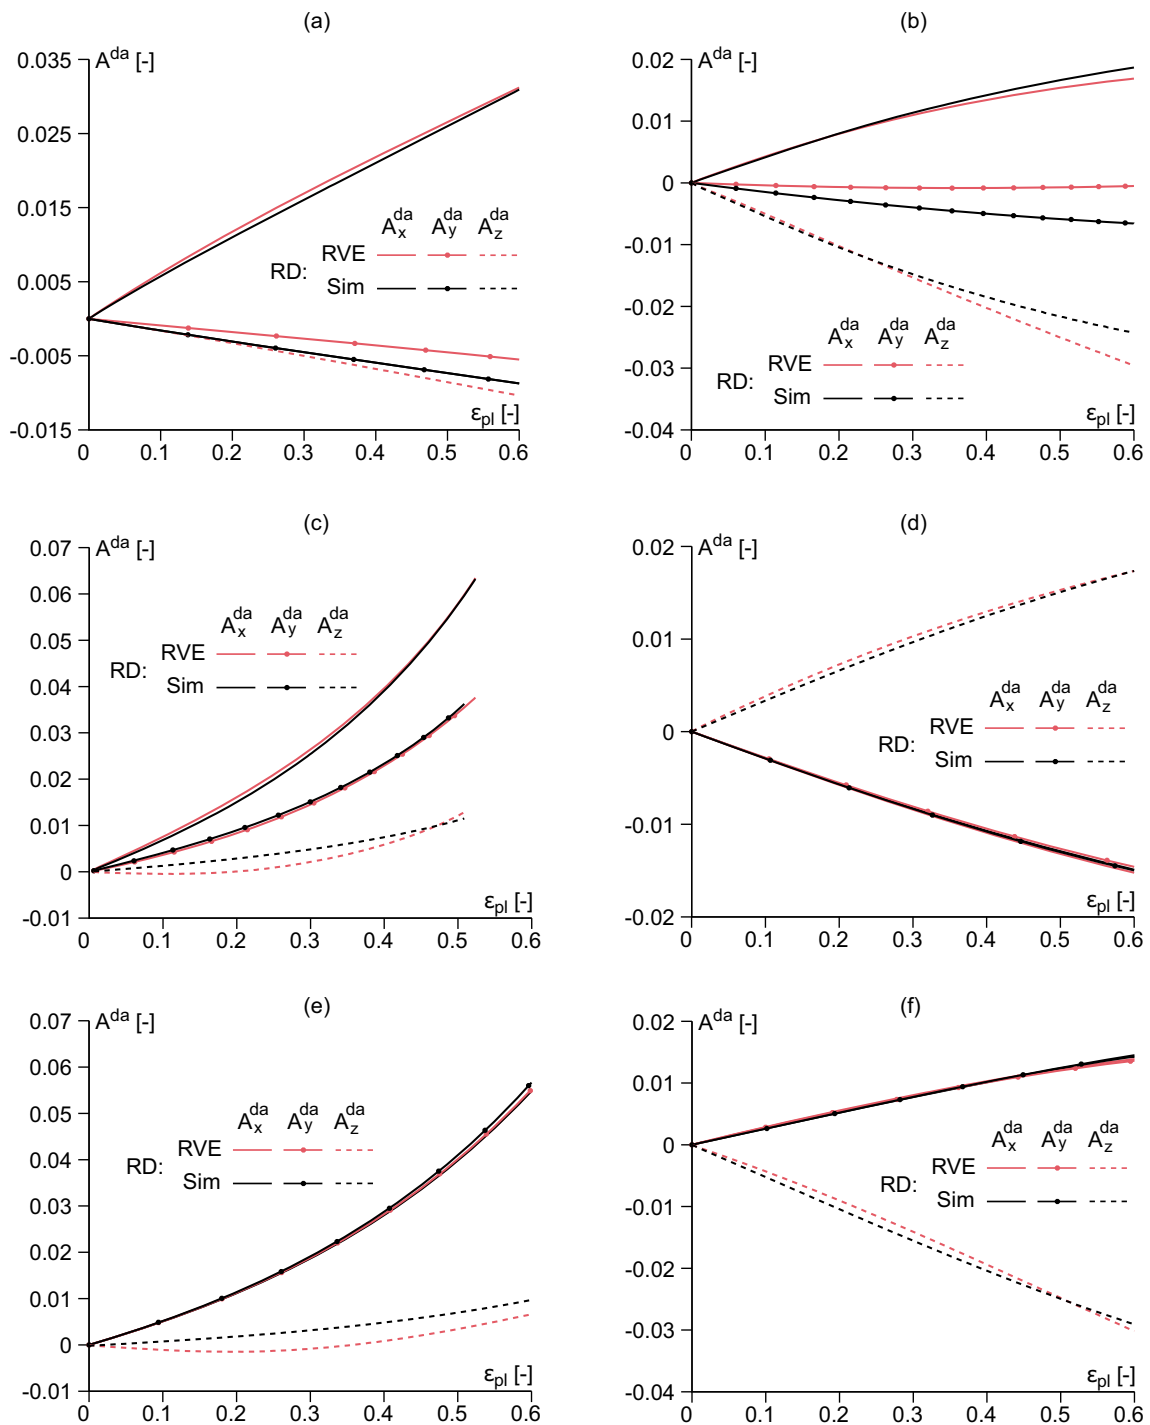 (a)
A^da [-]
0.035
0.025
0.015
0.005
-0.005
-0.015
A_x^da A_y^da A_z^da
RD:
RVE
Sim
ε_pl [-]
0 0.1 0.2 0.3 0.4 0.5 0.6
(b)
A^da [-]
0.02
0.01
0
-0.01
-0.02
-0.03
-0.04
A_x^da A_y^da A_z^da
RD:
RVE
Sim
ε_pl [-]
0 0.1 0.2 0.3 0.4 0.5 0.6
(c)
A^da [-]
0.07
0.06
0.05
0.04
0.03
0.02
0.01
0
-0.01
A_x^da A_y^da A_z^da
RD:
RVE
Sim
ε_pl [-]
0 0.1 0.2 0.3 0.4 0.5 0.6
(d)
A^da [-]
0.02
0.01
0
-0.01
-0.02
A_x^da A_y^da A_z^da
RD:
RVE
Sim
ε_pl [-]
0 0.1 0.2 0.3 0.4 0.5 0.6
(e)
A^da [-]
0.07
0.06
0.05
0.04
0.03
0.02
0.01
0
-0.01
A_x^da A_y^da A_z^da
RD:
RVE
Sim
ε_pl [-]
0 0.1 0.2 0.3 0.4 0.5 0.6
(f)
A^da [-]
0.02
0.01
0
-0.01
-0.02
-0.03
-0.04
A_x^da A_y^da A_z^da
RD:
RVE
Sim
ε_pl [-]
0 0.1 0.2 0.3 0.4 0.5 0.6